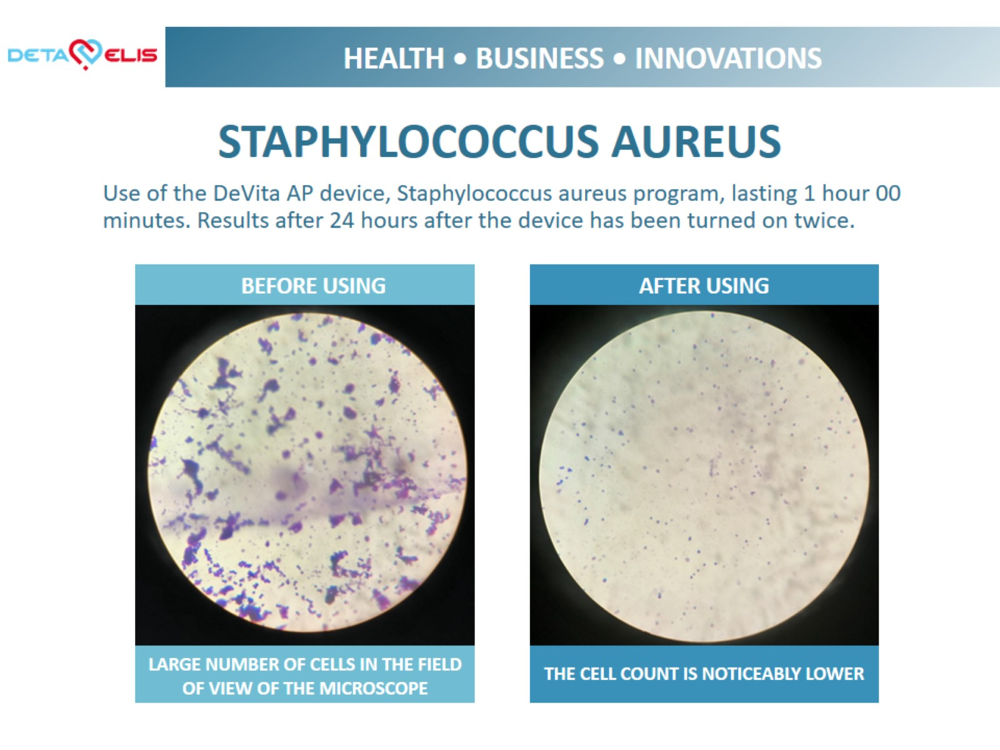 DETA ELIS
HEALTH • BUSINESS • INNOVATIONS
STAPHYLOCOCCUS AUREUS
Use of the DeVita AP device, Staphylococcus aureus program, lasting 1 hour 00
minutes. Results after 24 hours after the device has been turned on twice.
BEFORE USING
LARGE NUMBER OF CELLS IN THE FIELD
OF VIEW OF THE MICROSCOPE
AFTER USING
THE CELL COUNT IS NOTICEABLY LOWER